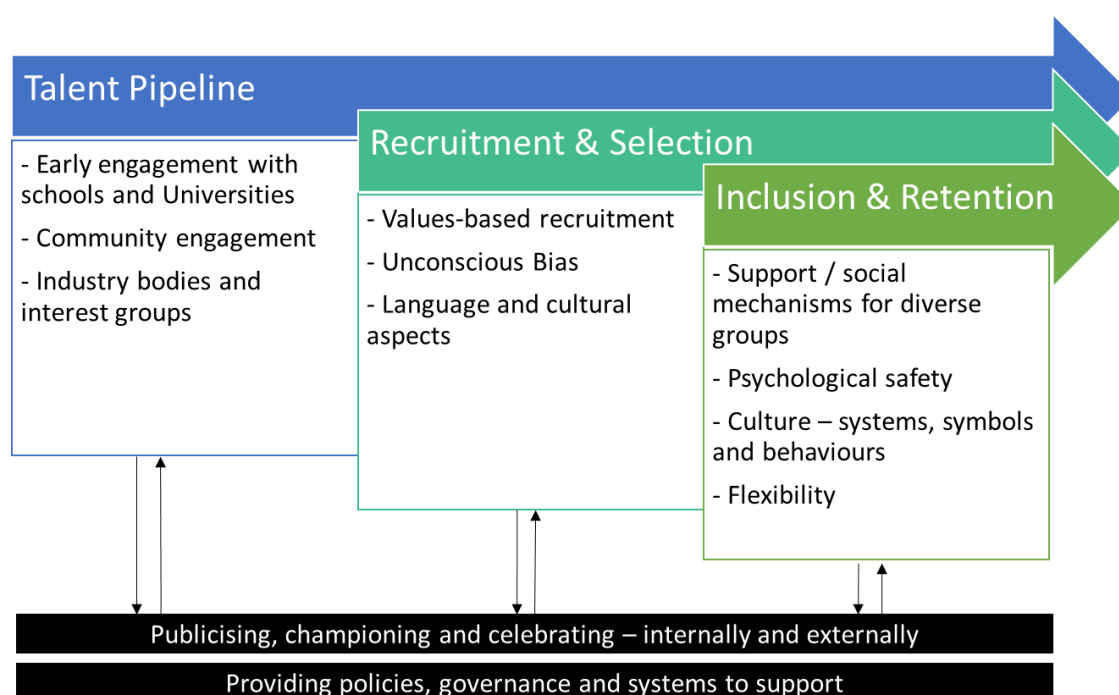 Talent Pipeline
- Early engagement with
schools and Universities
- Community engagement
- Industry bodies and
interest groups
Recruitment & Selection
- Values-based recruitment
- Unconscious Bias
- Language and cultural
aspects
Inclusion & Retention
- Support / social
mechanisms for diverse
groups
- Psychological safety
- Culture – systems, symbols
and behaviours
- Flexibility
Publicising, championing and celebrating – internally and externally
Providing policies, governance and systems to support